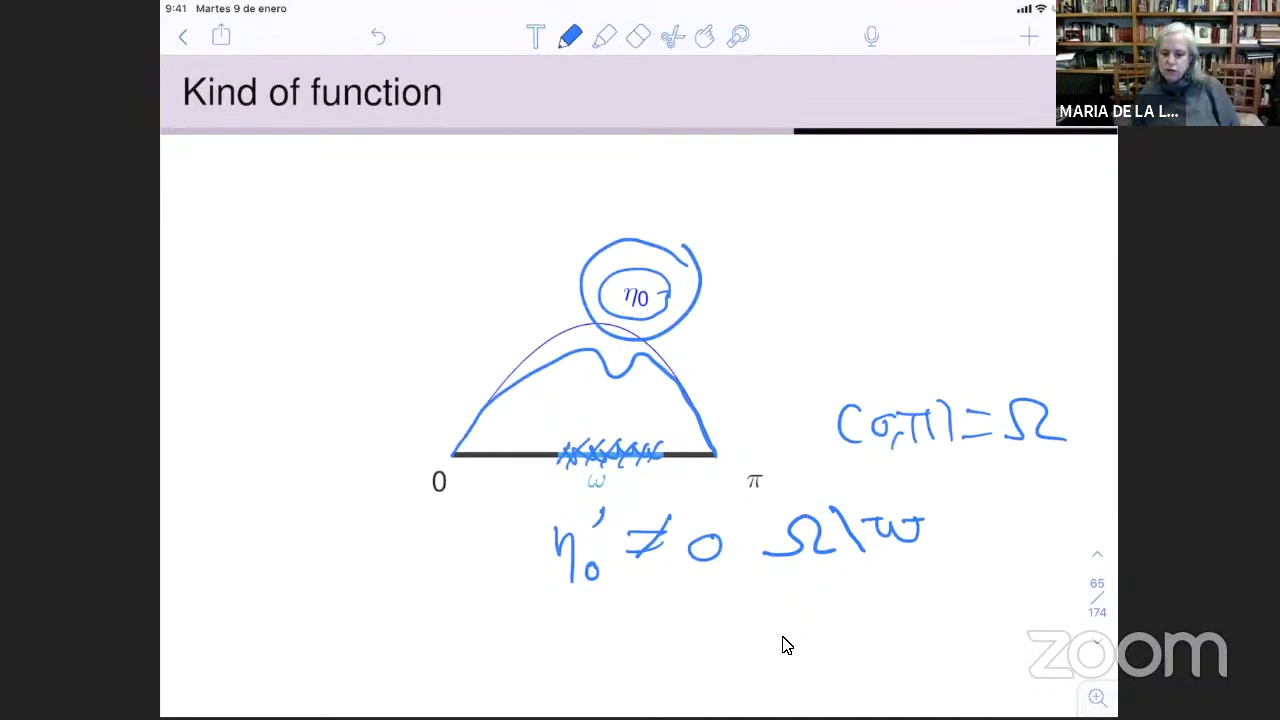 9:41 Martes 9 de enero
MARIA DE LA L...
Kind of function
η0
(0,π)=Ω
0
ω
π
η0' ≠ 0 Ω\ω
65
/
174
zoom